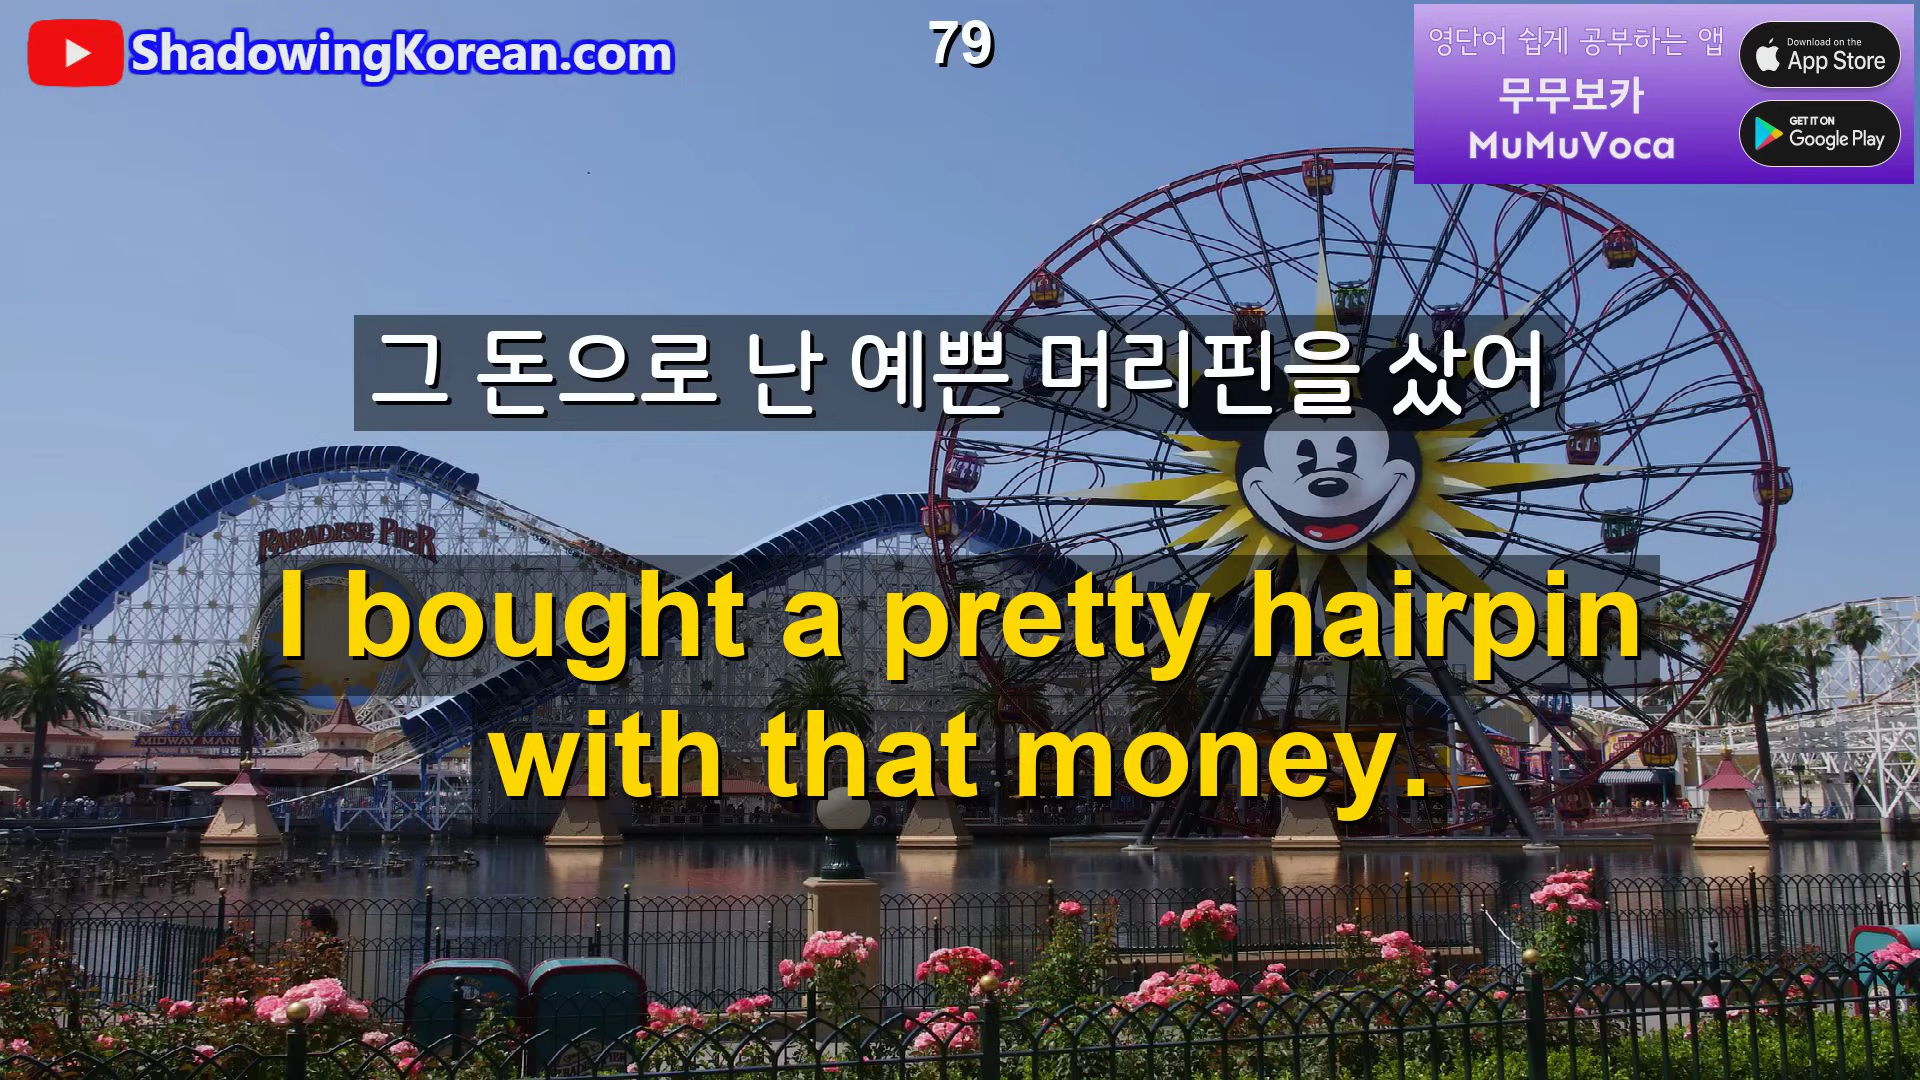 ShadowingKorean.com
79
영단어 쉽게 공부하는 앱
무무보카
MuMuVoca
Download on the
App Store
GET IT ON
Google Play
그 돈으로 난 예쁜 머리핀을 샀어
PARADISE PIER
I bought a pretty hairpin
with that money.
MIDWAY MANIA